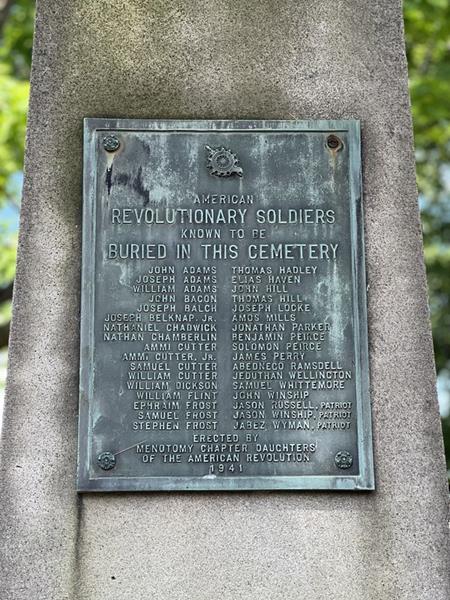 AMERICAN
REVOLUTIONARY SOLDIERS
KNOWN TO BE
BURIED IN THIS CEMETERY
JOHN ADAMS THOMAS HADLEY
JOSEPH ADAMS ELIAS HAVEN
WILLIAM ADAMS JOHN HILL
JOHN BACON THOMAS HILL
JOSEPH BALCH JOSEPH LOCKE
JOSEPH BELKNAP, JR. AMOS MILLS
NATHANIEL CHADWICK JONATHAN PARKER
NATHAN CHAMBERLIN BENJAMIN PEIRCE
AMMI CUTTER SOLOMON PEIRCE
AMMI CUTTER, JR. JAMES PERRY
SAMUEL CUTTER ABEDNEGO RAMSDELL
WILLIAM CUTTER JEDUTHAN WELLINGTON
WILLIAM DICKSON SAMUEL WHITTEMORE
WILLIAM FLINT JOHN WINSHIP
EPHRAIM FROST JASON RUSSELL, PATRIOT
SAMUEL FROST JASON WINSHIP, PATRIOT
STEPHEN FROST JABEZ WYMAN, PATRIOT
ERECTED BY
MENOTOMY CHAPTER DAUGHTERS
OF THE AMERICAN REVOLUTION
1941